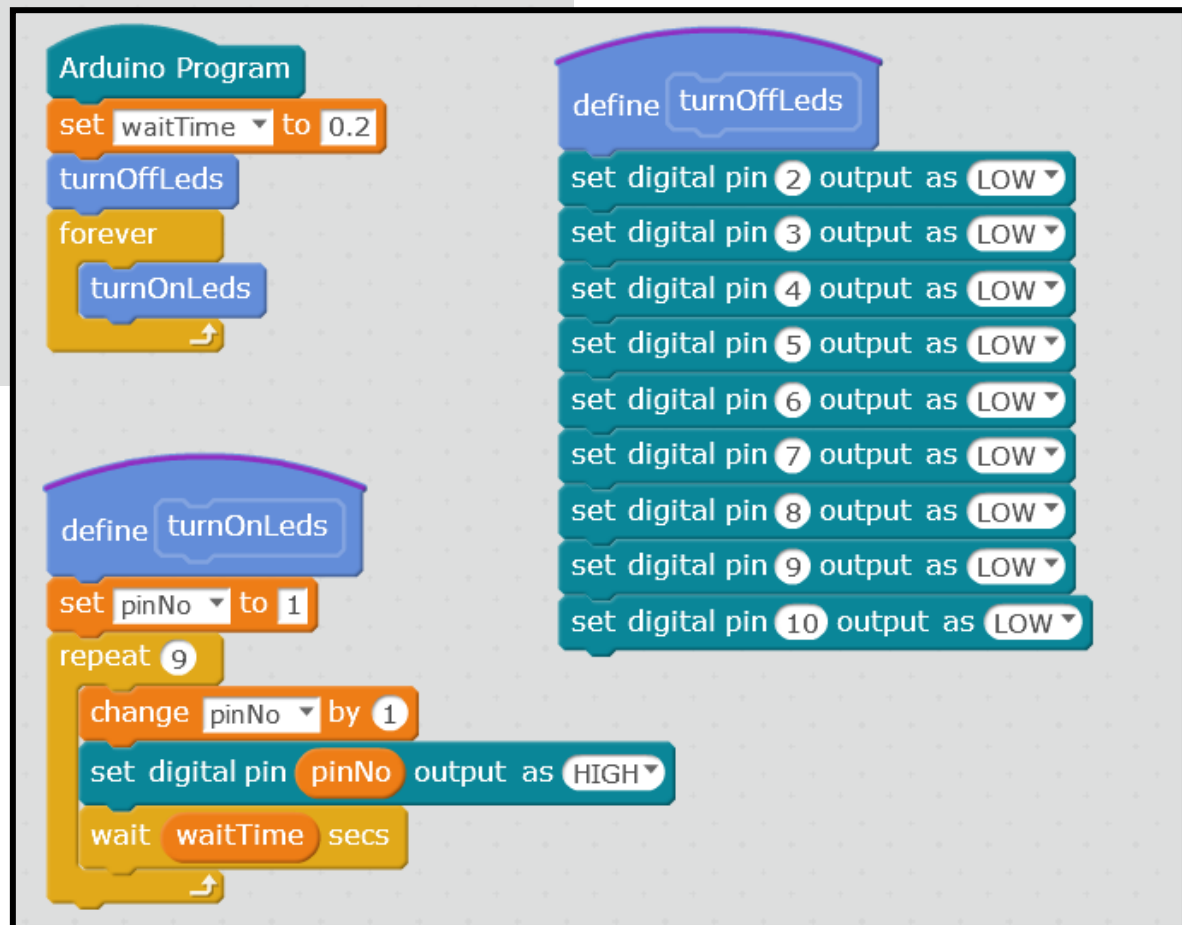 Arduino Program
set waitTime to 0.2
turnOffLeds
forever
turnOnLeds
define turnOnLeds
set pinNo to 1
repeat 9
change pinNo by 1
set digital pin pinNo output as HIGH
wait waitTime secs
define turnOffLeds
set digital pin 2 output as LOW
set digital pin 3 output as LOW
set digital pin 4 output as LOW
set digital pin 5 output as LOW
set digital pin 6 output as LOW
set digital pin 7 output as LOW
set digital pin 8 output as LOW
set digital pin 9 output as LOW
set digital pin 10 output as LOW